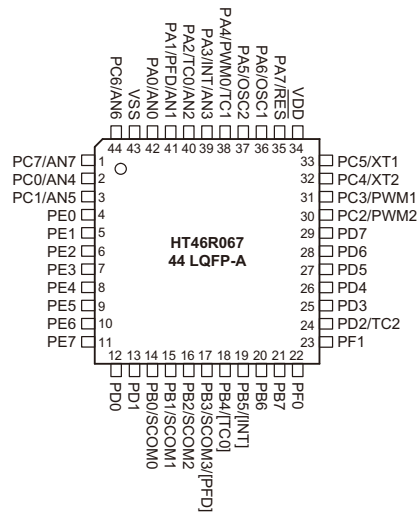 PC6/AN6
VSS
PA0/AN0
PA1/PFD/AN1
PA2/TC0/AN2
PA3/INT/AN3
PA4/PWM0/TC1
PA5/OSC2
PA6/OSC1
PA7/RES
VDD
44 43 42 41 40 39 38 37 36 35 34
PC7/AN7 1
PC0/AN4 2
PC1/AN5 3
PE0 4
PE1 5
PE2 6
PE3 7
PE4 8
PE5 9
PE6 10
PE7 11
HT46R067
44 LQFP-A
33 PC5/XT1
32 PC4/XT2
31 PC3/PWM1
30 PC2/PWM2
29 PD7
28 PD6
27 PD5
26 PD4
25 PD3
24 PD2/TC2
23 PF1
12 13 14 15 16 17 18 19 20 21 22
PD0
PD1
PB0/SCOM0
PB1/SCOM1
PB2/SCOM2
PB3/SCOM3/[PFD]
PB4/[TC0]
PB5/[INT]
PB6
PB7
PF0